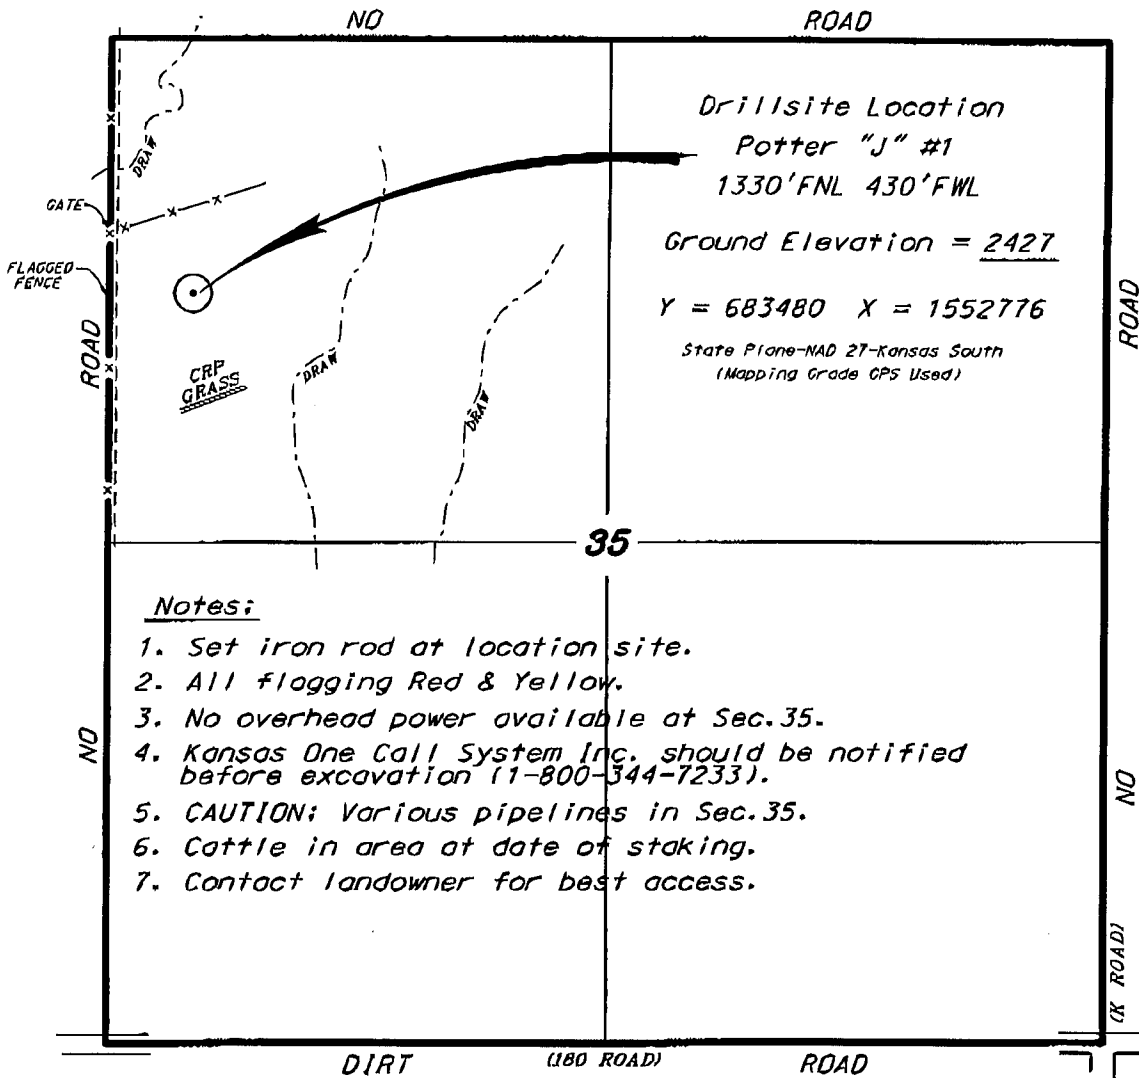 NO ROAD
Drillsite Location
Potter "J" #1
1330'FNL 430'FWL
Ground Elevation = 2427
Y = 683480 X = 1552776
State Plane-NAD 27-Kansas South
(Mapping Grade GPS Used)
DRAW
GATE
FLAGGED
FENCE
ROAD
CRP
GRASS
DRAW
DRAW
ROAD
35
Notes:
1. Set iron rod at location site.
2. All flagging Red & Yellow.
3. No overhead power available at Sec.35.
4. Kansas One Call System Inc. should be notified
before excavation (1-800-344-7233).
5. CAUTION: Various pipelines in Sec.35.
6. Cattle in area at date of staking.
7. Contact landowner for best access.
NO
NO
(K ROAD)
DIRT (180 ROAD) ROAD